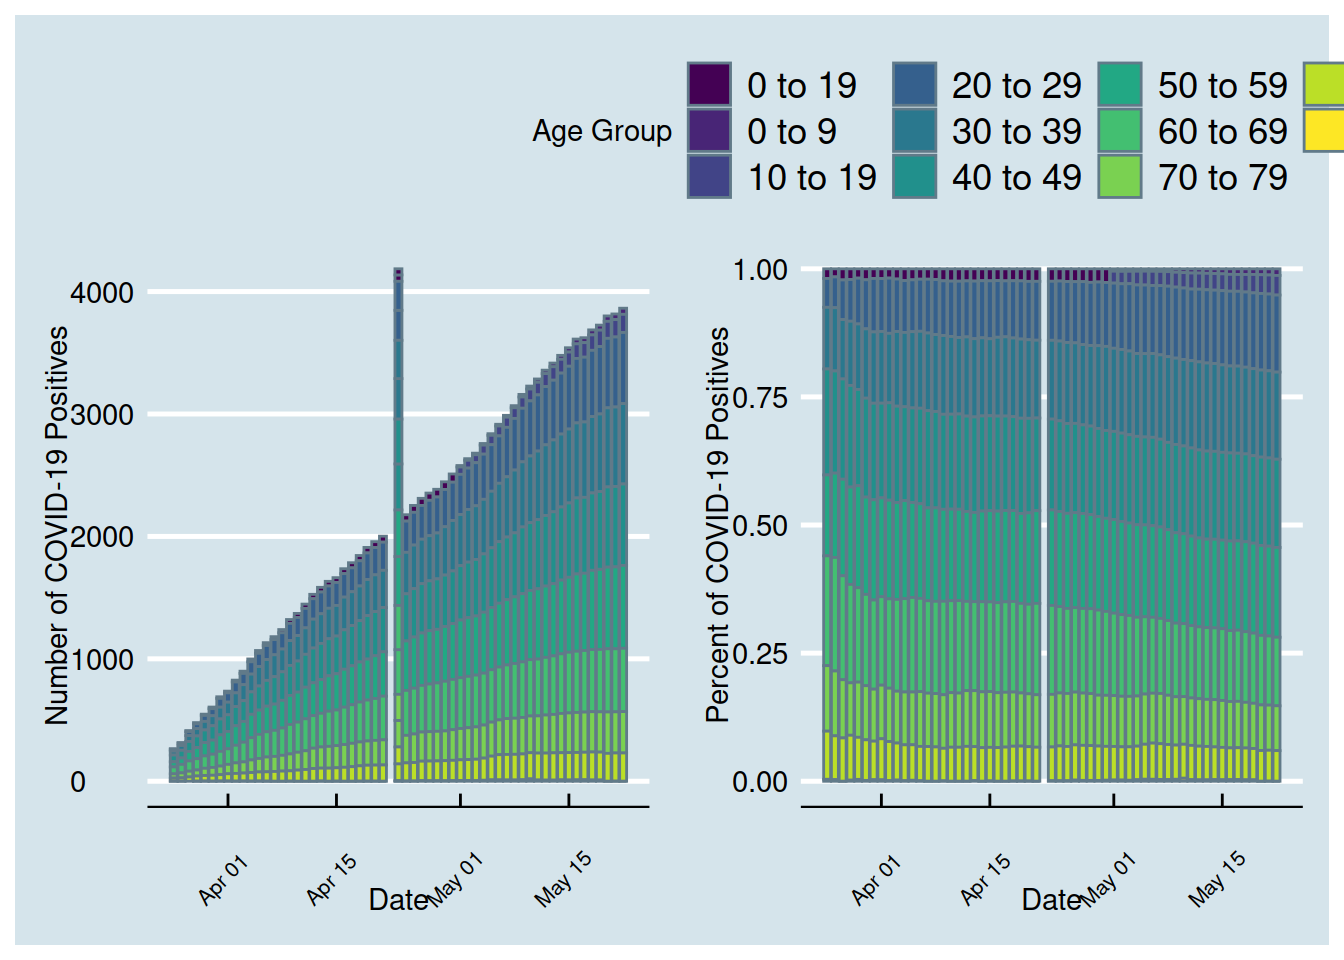 0 to 19 20 to 29 50 to 59
Age Group 0 to 9 30 to 39 60 to 69
10 to 19 40 to 49 70 to 79
Number of COVID-19 Positives
4000
3000
2000
1000
0
Apr 01
Apr 15
May 01
May 15
Date
Percent of COVID-19 Positives
1.00
0.75
0.50
0.25
0.00
Apr 01
Apr 15
May 01
May 15
Date